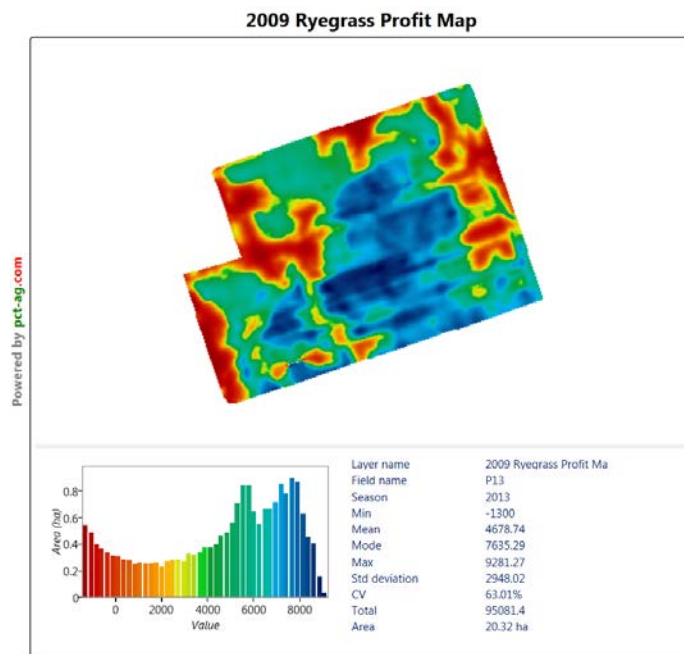 2009 Ryegrass Profit Map
Powered by pct-ag.com
0.8
0.6
0.4
0.2
0
Area (ha)
0 2000 4000 6000 8000
Value
Layer name 2009 Ryegrass Profit Ma
Field name P13
Season 2013
Min -1300
Mean 4678.74
Mode 7635.29
Max 9281.27
Std deviation 2948.02
CV 63.01%
Total 95081.4
Area 20.32 ha